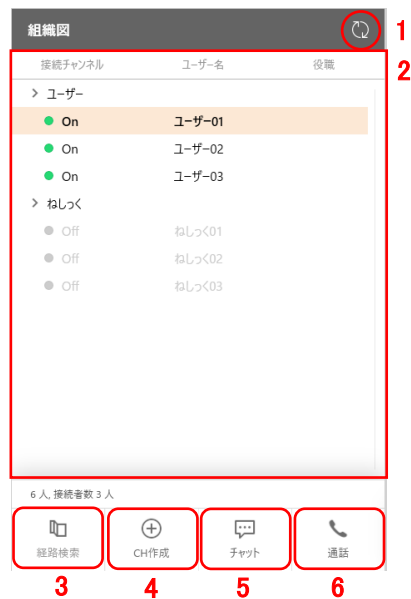 組織図
1
接続チャンネル ユーザー名 役職
2
> ユーザー
On ユーザー01
On ユーザー02
On ユーザー03
> ねしっく
Off ねしっく01
Off ねしっく02
Off ねしっく03
6 人, 接続者数 3 人
経路検索 CH作成 チャット 通話
3 4 5 6